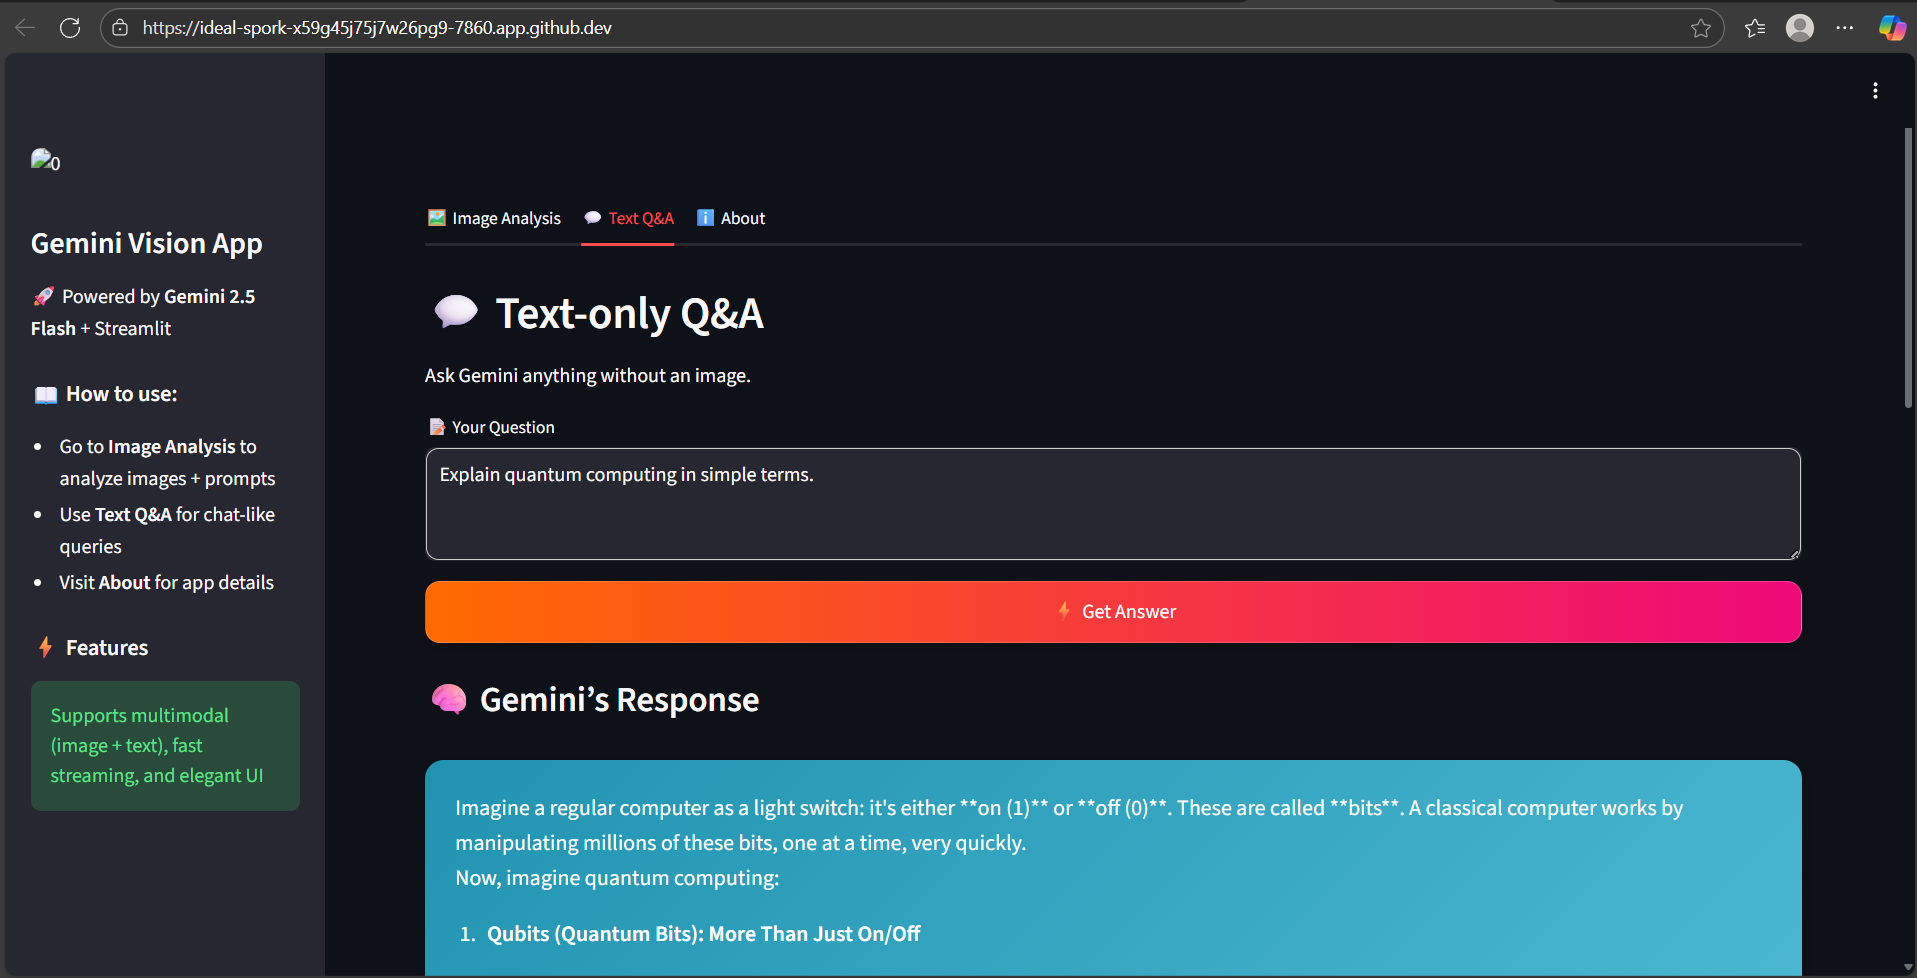 https://ideal-spork-x59g45j75j7w26pg9-7860.app.github.dev
0
Gemini Vision App
🚀 Powered by Gemini 2.5
Flash + Streamlit
📖 How to use:
• Go to Image Analysis to
analyze images + prompts
• Use Text Q&A for chat-like
queries
• Visit About for app details
⚡ Features
Supports multimodal
(image + text), fast
streaming, and elegant UI
🖼️ Image Analysis 💬 Text Q&A ℹ️ About
💬 Text-only Q&A
Ask Gemini anything without an image.
📝 Your Question
Explain quantum computing in simple terms.
⚡ Get Answer
🧠 Gemini’s Response
Imagine a regular computer as a light switch: it's either **on (1)** or **off (0)**. These are called **bits**. A classical computer works by
manipulating millions of these bits, one at a time, very quickly.
Now, imagine quantum computing:
1. Qubits (Quantum Bits): More Than Just On/Off